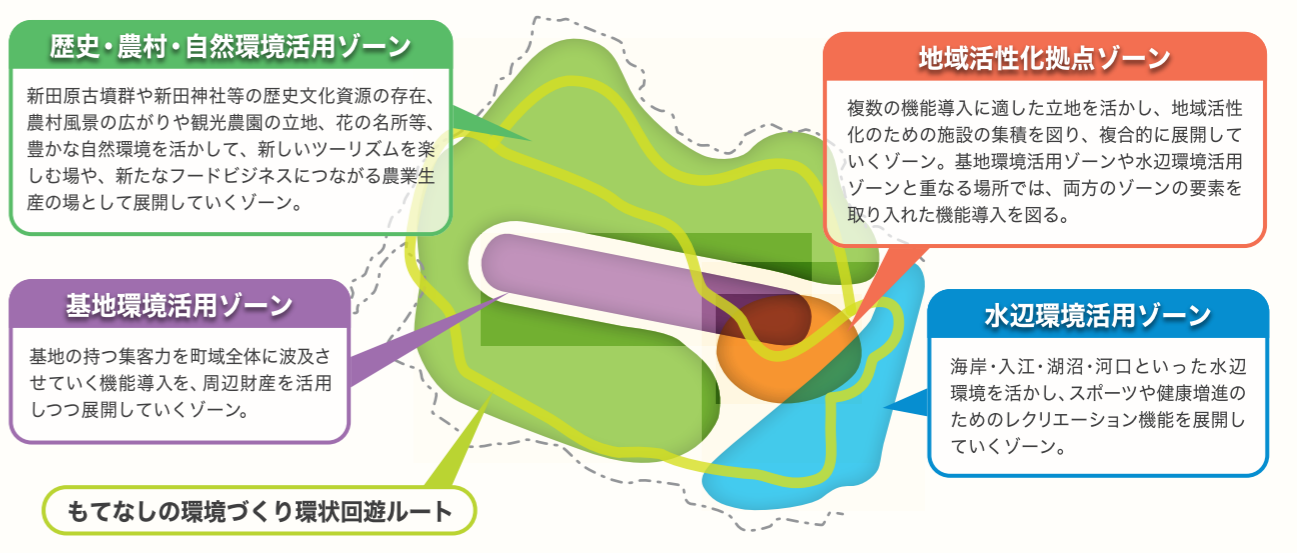 歴史・農村・自然環境活用ゾーン
新田原古墳群や新田神社等の歴史文化資源の存在、
農村風景の広がりや観光農園の立地、花の名所等、
豊かな自然環境を活かして、新しいツーリズムを楽
しむ場や、新たなフードビジネスにつながる農業生
産の場として展開していくゾーン。
地域活性化拠点ゾーン
複数の機能導入に適した立地を活かし、地域活性
化のための施設の集積を図り、複合的に展開して
いくゾーン。基地環境活用ゾーンや水辺環境活用
ゾーンと重なる場所では、両方のゾーンの要素を
取り入れた機能導入を図る。
基地環境活用ゾーン
基地の持つ集客力を町域全体に波及さ
せていく機能導入を、周辺財産を活用
しつつ展開していくゾーン。
水辺環境活用ゾーン
海岸・入江・湖沼・河口といった水辺
環境を活かし、スポーツや健康増進の
ためのレクリエーション機能を展開し
ていくゾーン。
もてなしの環境づくり環状回遊ルート